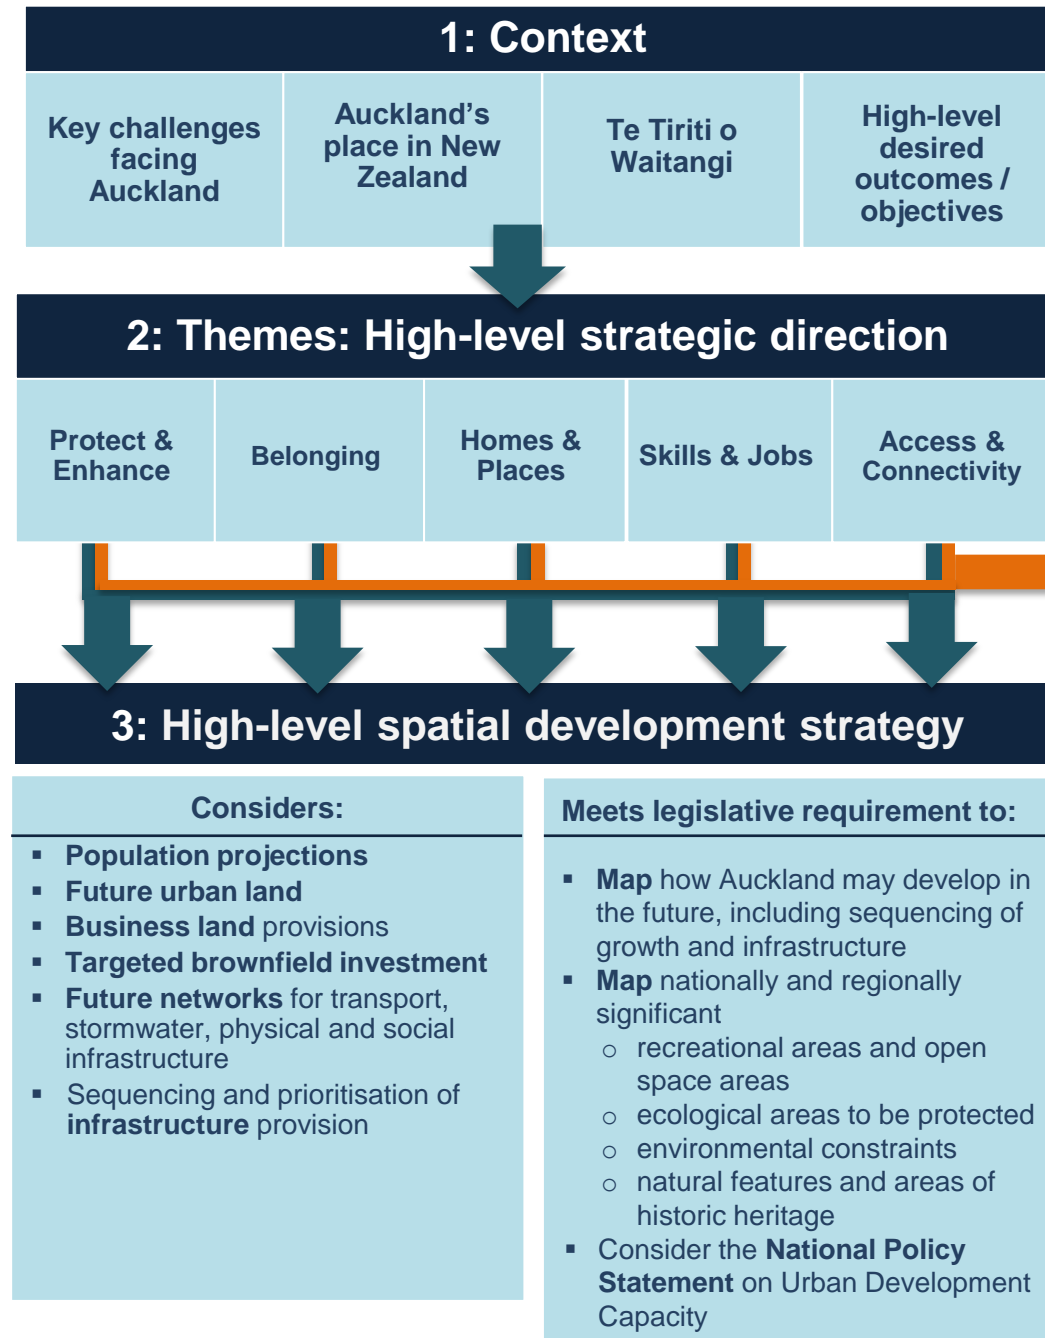 1: Context
Key challenges
facing
Auckland
Auckland's
place in New
Zealand
Te Tiriti o
Waitangi
High-level
desired
outcomes /
objectives
2: Themes: High-level strategic direction
Protect &
Enhance
Belonging
Homes &
Places
Skills & Jobs
Access &
Connectivity
3: High-level spatial development strategy
Considers:
▪ Population projections
▪ Future urban land
▪ Business land provisions
▪ Targeted brownfield investment
▪ Future networks for transport,
stormwater, physical and social
infrastructure
▪ Sequencing and prioritisation of
infrastructure provision
Meets legislative requirement to:
▪ Map how Auckland may develop in
the future, including sequencing of
growth and infrastructure
▪ Map nationally and regionally
significant
o recreational areas and open
space areas
o ecological areas to be protected
o environmental constraints
o natural features and areas of
historic heritage
▪ Consider the National Policy
Statement on Urban Development
Capacity